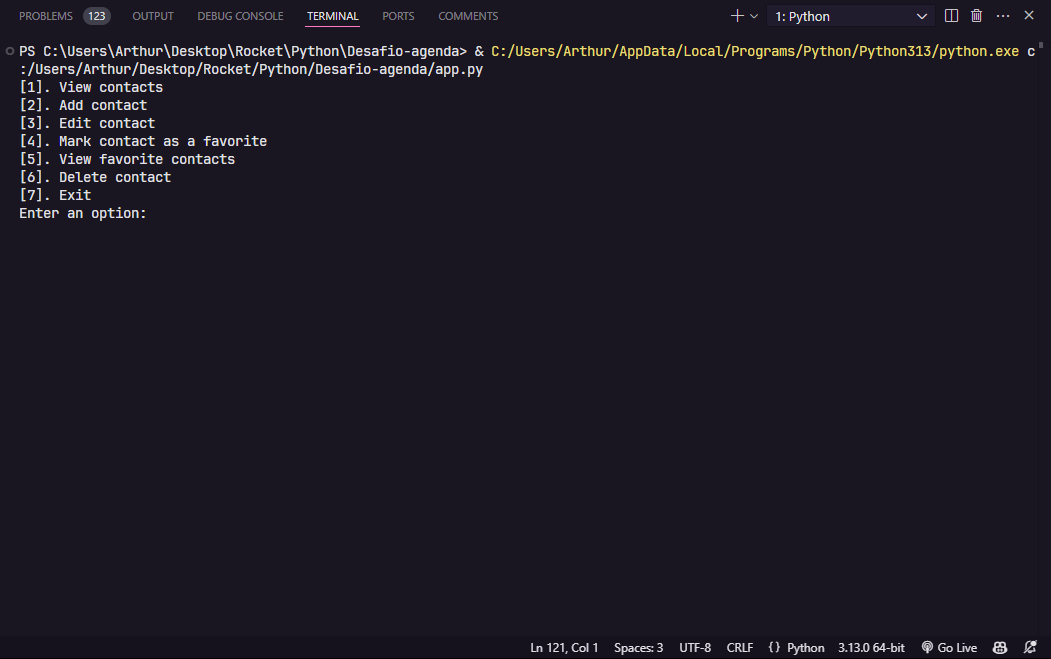 PROBLEMS 123 OUTPUT DEBUG CONSOLE TERMINAL PORTS COMMENTS 1: Python
PS C:\Users\Arthur\Desktop\Rocket\Python\Desafio-agenda> & C:/Users/Arthur/AppData/Local/Programs/Python/Python313/python.exe c
:/Users/Arthur/Desktop/Rocket/Python/Desafio-agenda/app.py
[1]. View contacts
[2]. Add contact
[3]. Edit contact
[4]. Mark contact as a favorite
[5]. View favorite contacts
[6]. Delete contact
[7]. Exit
Enter an option:
Ln 121, Col 1 Spaces: 3 UTF-8 CRLF {} Python 3.13.0 64-bit Go Live